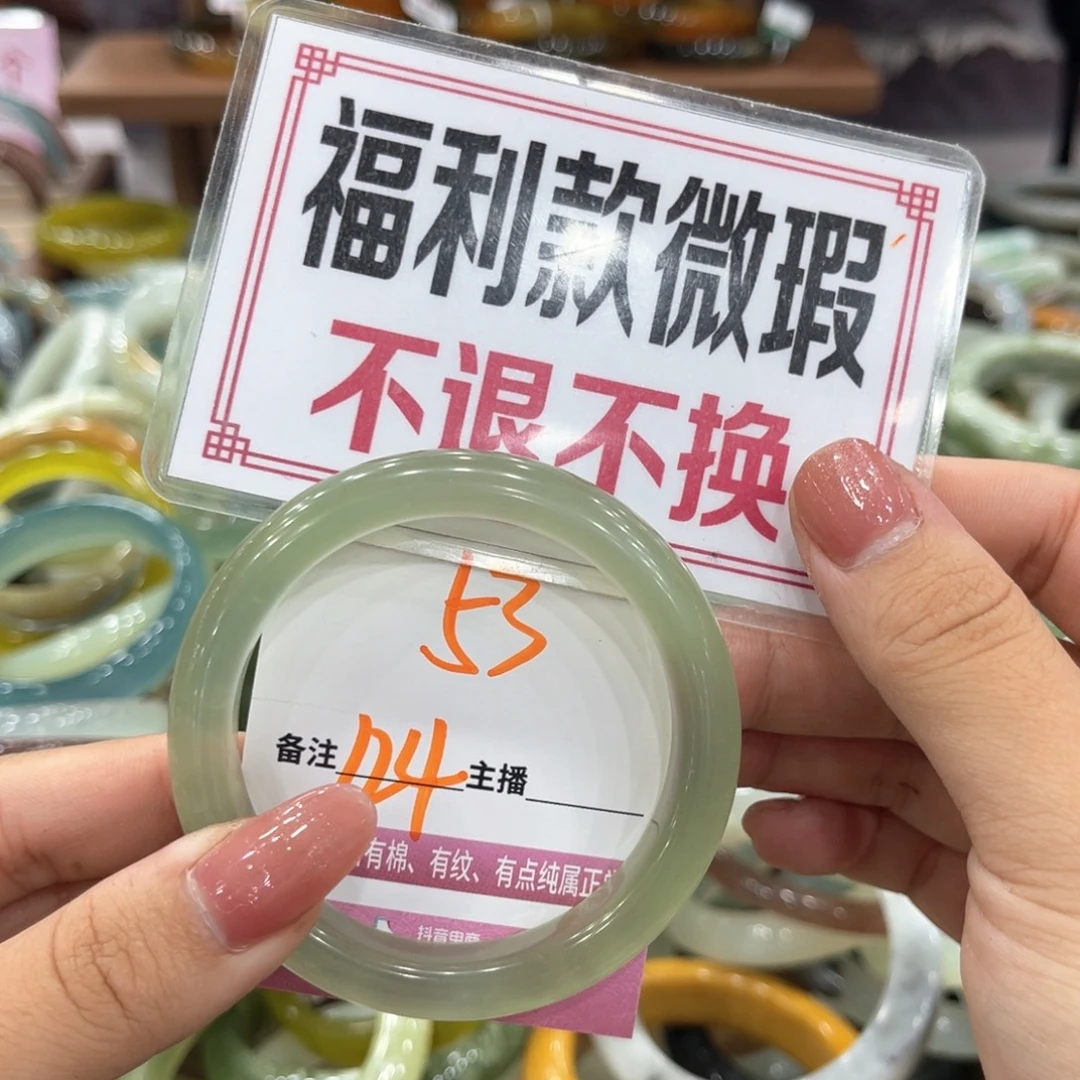 福利款微瑕
不退不换
53
备注 04 主播
有棉、有纹、有点纯属正常
抖音电商